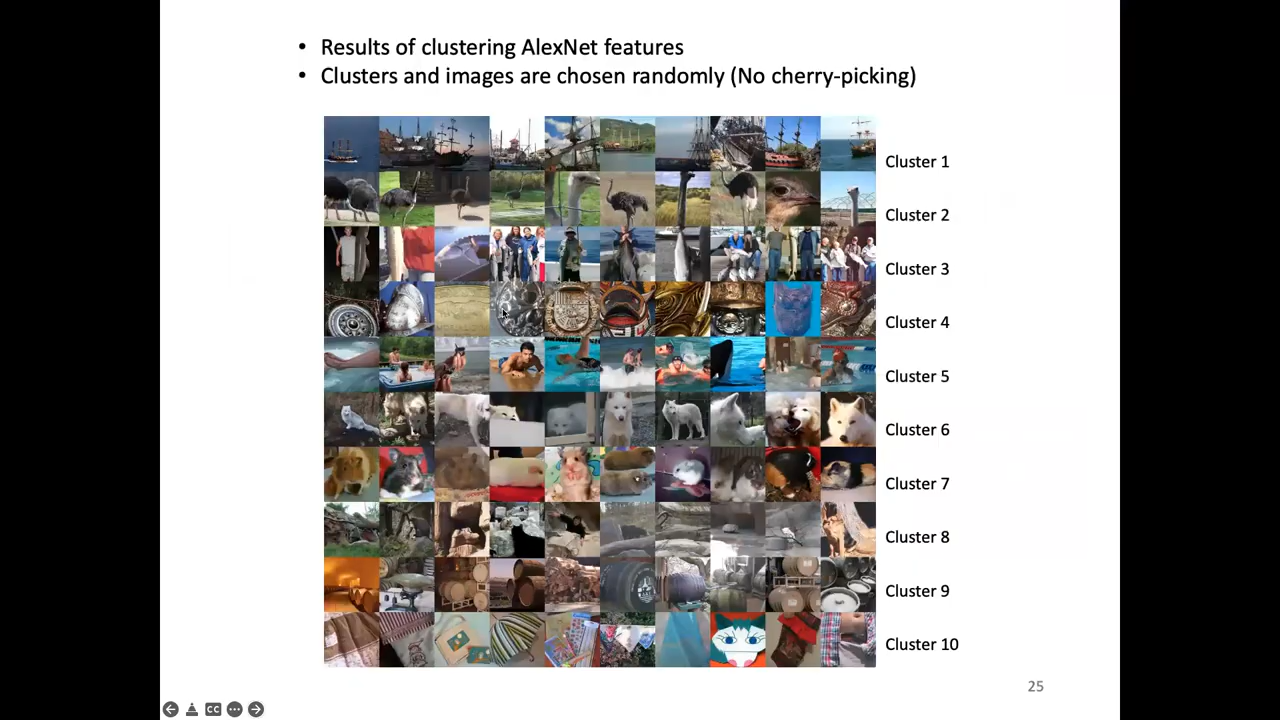 • Results of clustering AlexNet features
• Clusters and images are chosen randomly (No cherry-picking)
Cluster 1
Cluster 2
Cluster 3
Cluster 4
Cluster 5
Cluster 6
Cluster 7
Cluster 8
Cluster 9
Cluster 10
25
CC